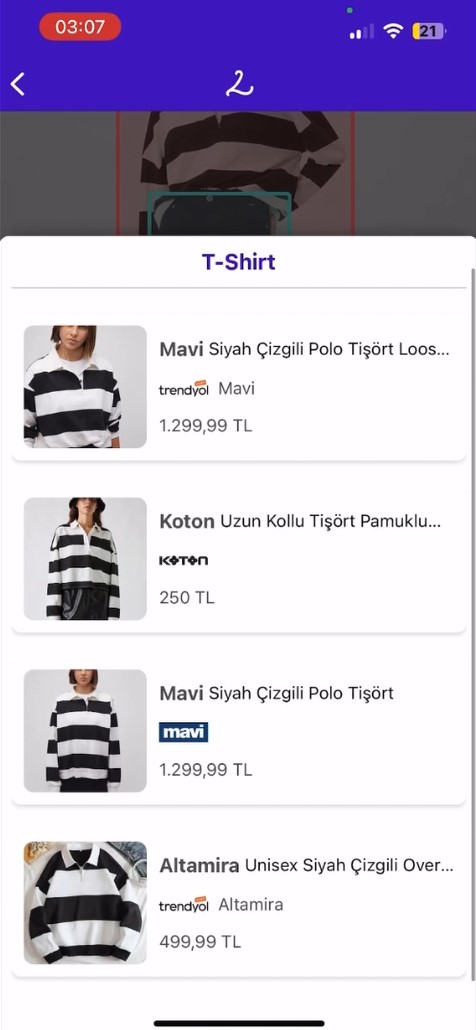 03:07
21
T-Shirt
Mavi Siyah Çizgili Polo Tişört Loos...
trendyol Mavi
1.299,99 TL
Koton Uzun Kollu Tişört Pamuklu...
KOTON
250 TL
Mavi Siyah Çizgili Polo Tişört
mavi
1.299,99 TL
Altamira Unisex Siyah Çizgili Over...
trendyol Altamira
499,99 TL